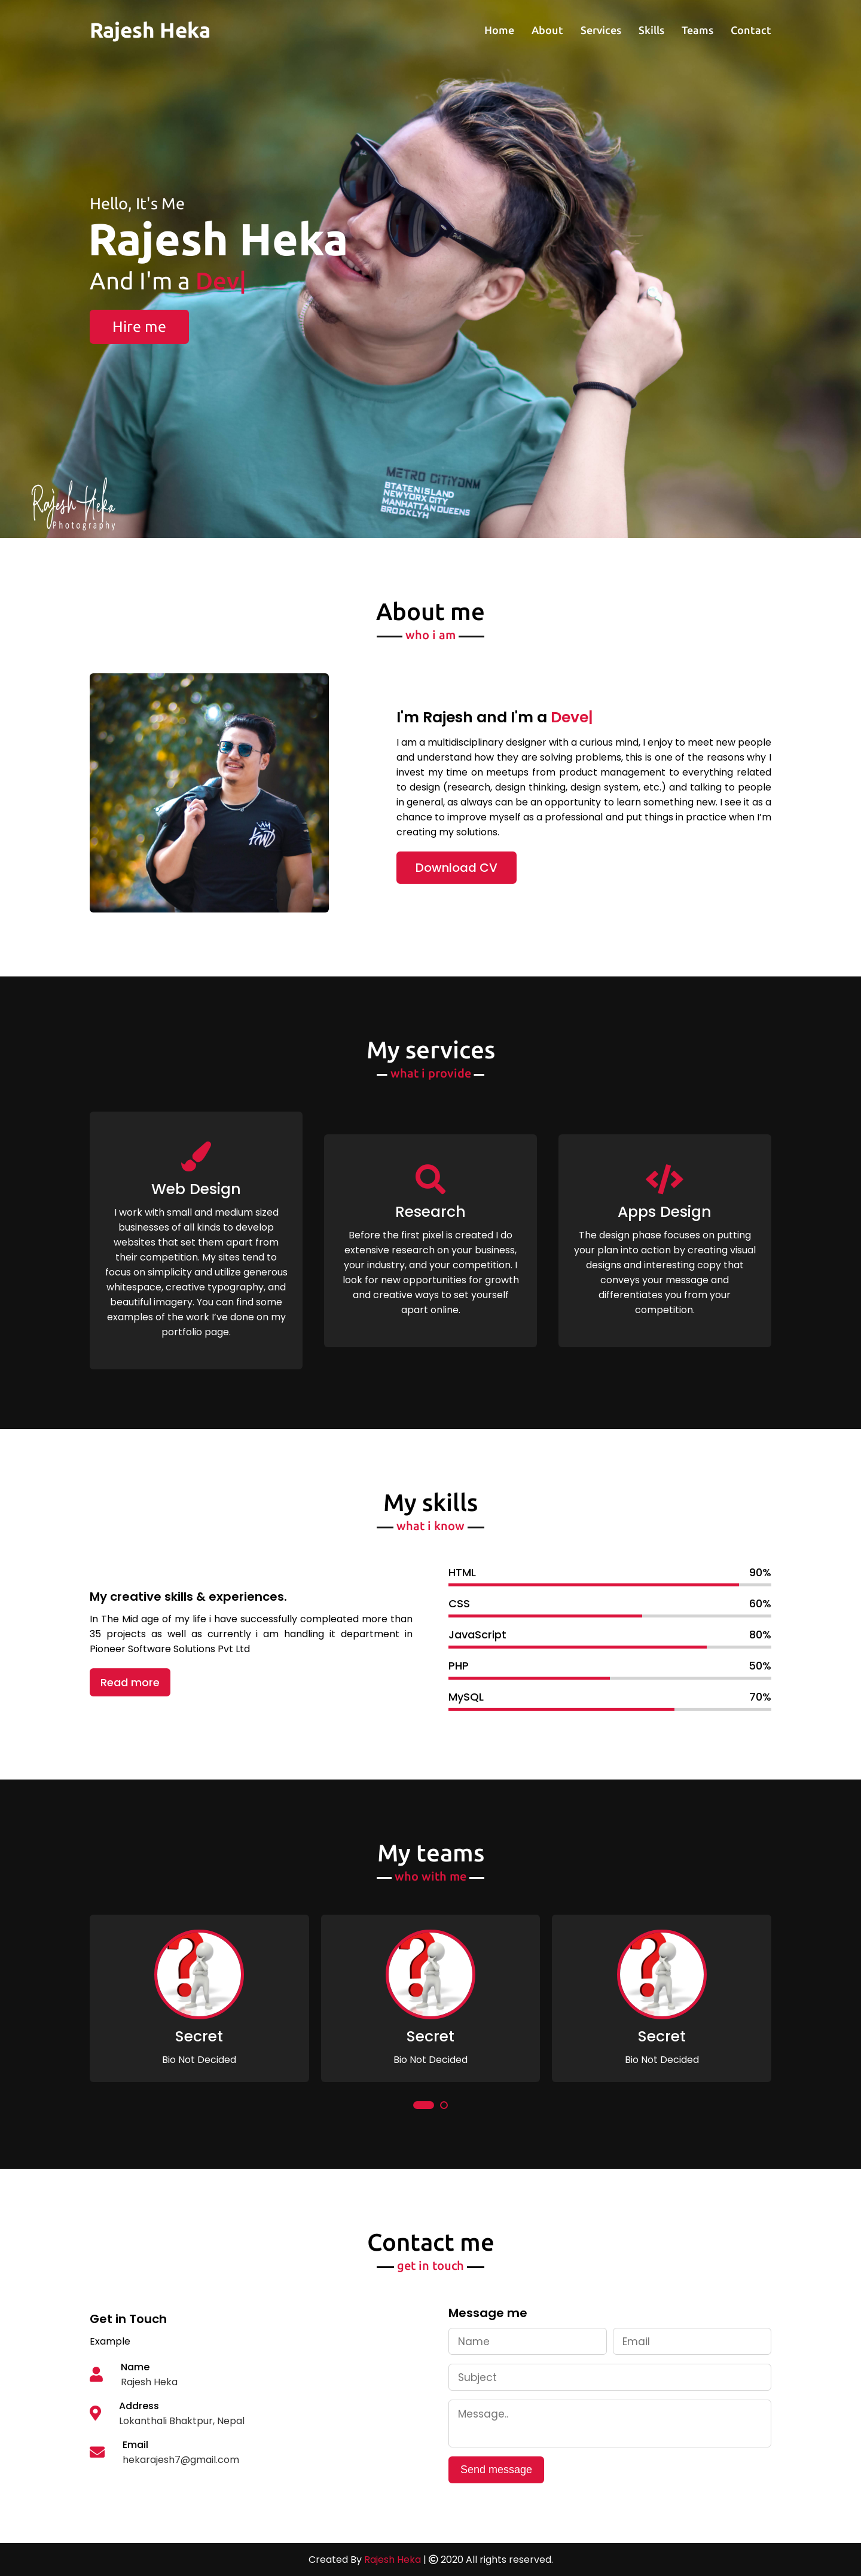 Rajesh Heka
Home About Services Skills Teams Contact
Hello, It's Me
Rajesh Heka
And I'm a Dev|
Hire me
METRO CITIYDNM
BTATENISLAND
NEWYORX CITY
MANHATTAN QUEENS
BRODKLYH
Rajesh Heka
Photography
About me
who i am
I'm Rajesh and I'm a Deve|
I am a multidisciplinary designer with a curious mind, I enjoy to meet new people
and understand how they are solving problems, this is one of the reasons why I
invest my time on meetups from product management to everything related
to design (research, design thinking, design system, etc.) and talking to people
in general, as always can be an opportunity to learn something new. I see it as a
chance to improve myself as a professional and put things in practice when I’m
creating my solutions.
Download CV
My services
what i provide
Web Design
I work with small and medium sized
businesses of all kinds to develop
websites that set them apart from
their competition. My sites tend to
focus on simplicity and utilize generous
whitespace, creative typography, and
beautiful imagery. You can find some
examples of the work I’ve done on my
portfolio page.
Research
Before the first pixel is created I do
extensive research on your business,
your industry, and your competition. I
look for new opportunities for growth
and creative ways to set yourself
apart online.
Apps Design
The design phase focuses on putting
your plan into action by creating visual
designs and interesting copy that
conveys your message and
differentiates you from your
competition.
My skills
what i know
My creative skills & experiences.
In The Mid age of my life i have successfully compleated more than
35 projects as well as currently i am handling it department in
Pioneer Software Solutions Pvt Ltd
Read more
HTML 90%
CSS 60%
JavaScript 80%
PHP 50%
MySQL 70%
My teams
who with me
Secret
Bio Not Decided
Secret
Bio Not Decided
Secret
Bio Not Decided
Contact me
get in touch
Get in Touch
Example
Name
Rajesh Heka
Address
Lokanthali Bhaktpur, Nepal
Email
hekarajesh7@gmail.com
Message me
Name Email
Subject
Message..
Send message
Created By Rajesh Heka | © 2020 All rights reserved.